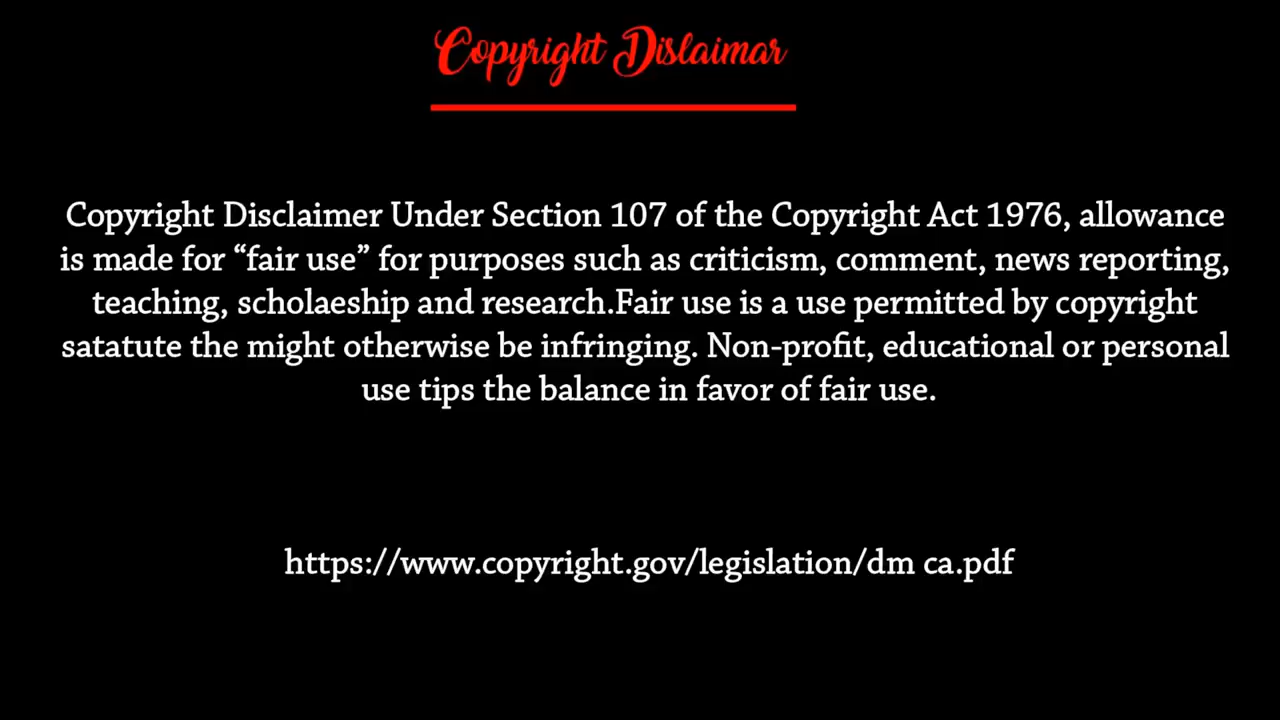 Copyright Dislaimar
Copyright Disclaimer Under Section 107 of the Copyright Act 1976, allowance
is made for “fair use” for purposes such as criticism, comment, news reporting,
teaching, scholaeship and research.Fair use is a use permitted by copyright
satatute the might otherwise be infringing. Non-profit, educational or personal
use tips the balance in favor of fair use.
https://www.copyright.gov/legislation/dm ca.pdf